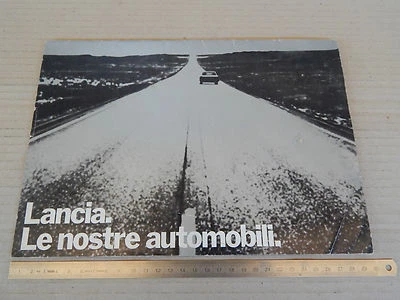 Lancia.
Le nostre automobili.